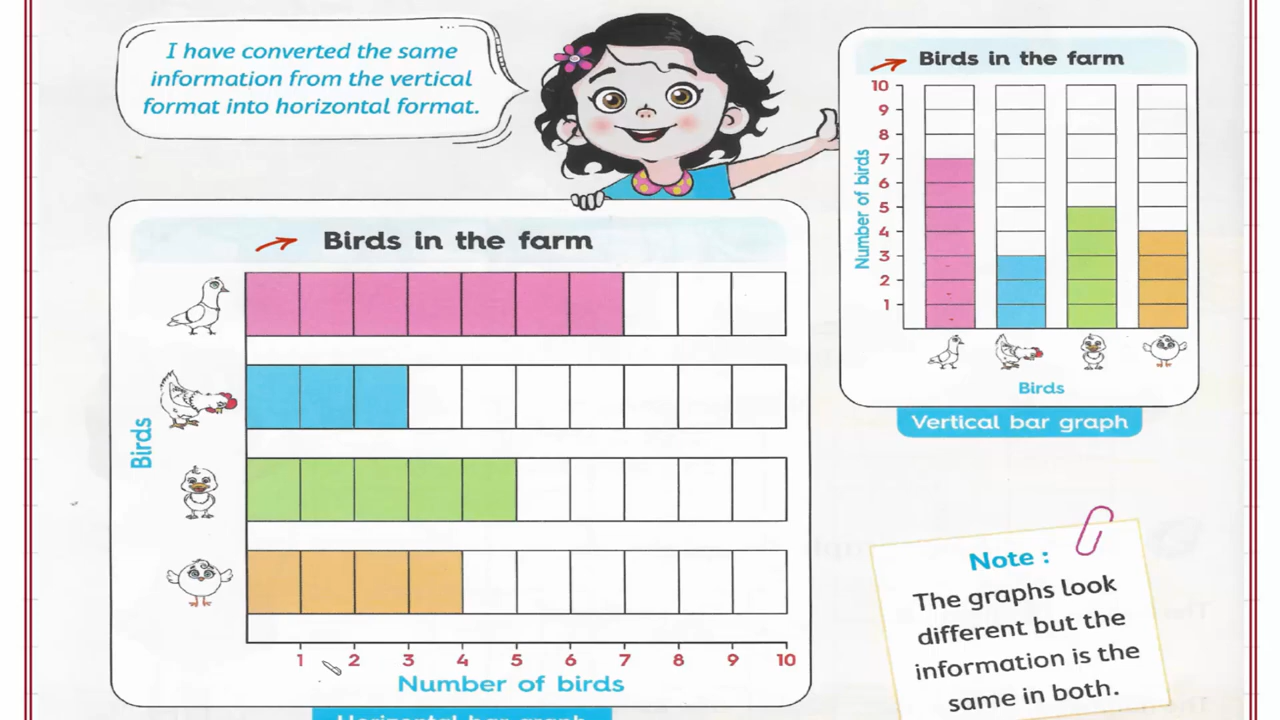 I have converted the same
information from the vertical
format into horizontal format.
Birds in the farm
10
9
8
7
6
5
4
3
2
1
Number of birds
Birds
Vertical bar graph
Birds in the farm
Birds
1 2 3 4 5 6 7 8 9 10
Number of birds
Horizontal bar graph
Note :
The graphs look
different but the
information is the
same in both.